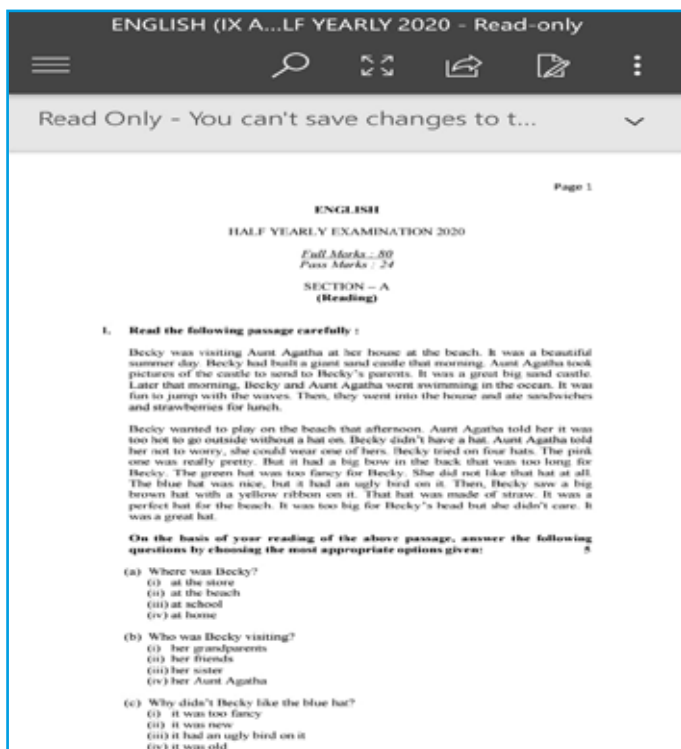 ENGLISH (IX A...LF YEARLY 2020 - Read-only
Read Only - You can't save changes to t...
Page 1
ENGLISH
HALF YEARLY EXAMINATION 2020
Full Marks : 80
Pass Marks : 24
SECTION – A
(Reading)
1. Read the following passage carefully :
Becky was visiting Aunt Agatha at her house at the beach. It was a beautiful
summer day. Becky had built a giant sand castle that morning. Aunt Agatha took
pictures of the castle to send to Becky's parents. It was a great big sand castle.
Later that morning, Becky and Aunt Agatha went swimming in the ocean. It was
fun to jump with the waves. Then, they went into the house and ate sandwiches
and strawberries for lunch.
Becky wanted to play on the beach that afternoon. Aunt Agatha told her it was
too hot to go outside without a hat on. Becky didn't have a hat. Aunt Agatha told
her not to worry, she could wear one of hers. Becky tried on four hats. The pink
one was really pretty. But it had a big bow in the back that was too long for
Becky. The green hat was too fancy for Becky. She did not like that hat at all.
The blue hat was nice, but it had an ugly bird on it. Then, Becky saw a big
brown hat with a yellow ribbon on it. That hat was made of straw. It was a
perfect hat for the beach. It was too big for Becky's head but she didn't care. It
was a great hat.
On the basis of your reading of the above passage, answer the following
questions by choosing the most appropriate options given: 5
(a) Where was Becky?
(i) at the store
(ii) at the beach
(iii) at school
(iv) at home
(b) Who was Becky visiting?
(i) her grandparents
(ii) her friends
(iii) her sister
(iv) her Aunt Agatha
(c) Why didn't Becky like the blue hat?
(i) it was too fancy
(ii) it was new
(iii) it had an ugly bird on it
(iv) it was old